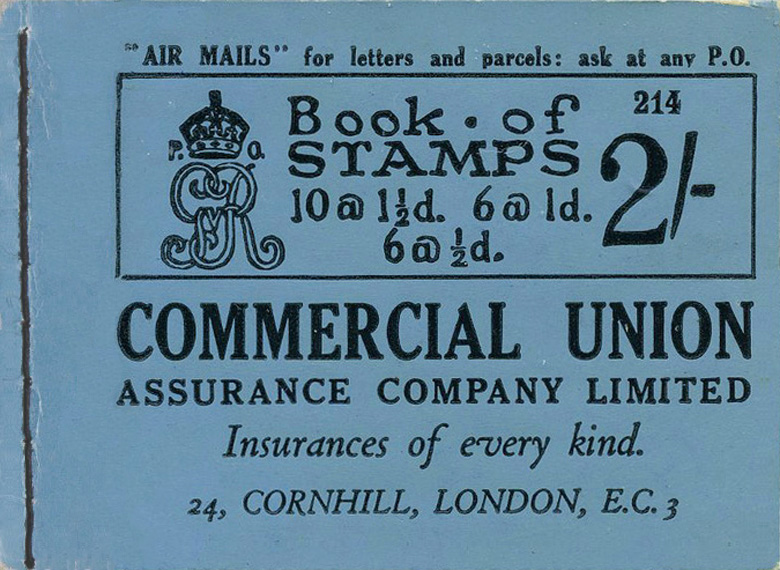 "AIR MAILS" for letters and parcels: ask at any P.O.
214
Book · of
STAMPS
2/-
P. O.
GR
10 @ 1½d. 6 @ 1d.
6 @ ½d.
COMMERCIAL UNION
ASSURANCE COMPANY LIMITED
Insurances of every kind.
24, CORNHILL, LONDON, E.C. 3